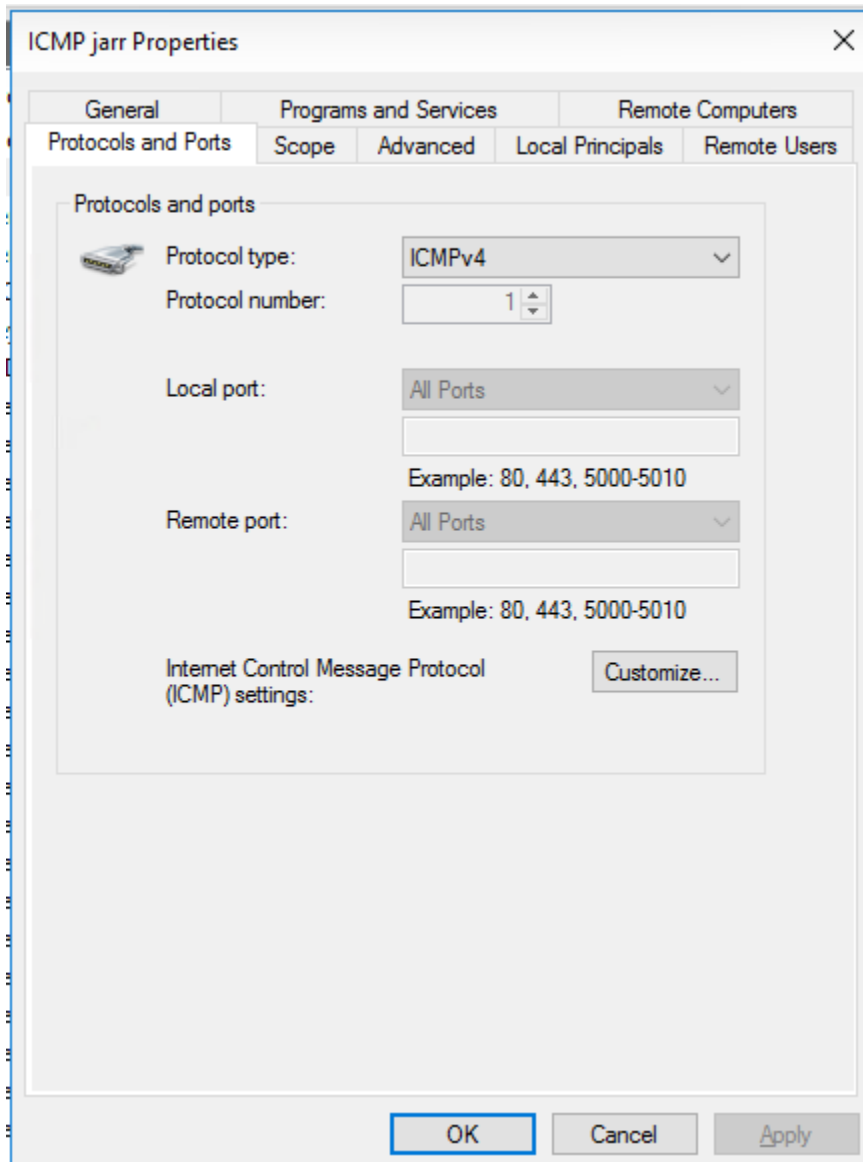 ICMP jarr Properties
General Programs and Services Remote Computers
Protocols and Ports Scope Advanced Local Principals Remote Users
Protocols and ports
Protocol type: ICMPv4
Protocol number: 1
Local port: All Ports
Example: 80, 443, 5000-5010
Remote port: All Ports
Example: 80, 443, 5000-5010
Internet Control Message Protocol
(ICMP) settings: Customize...
OK Cancel Apply